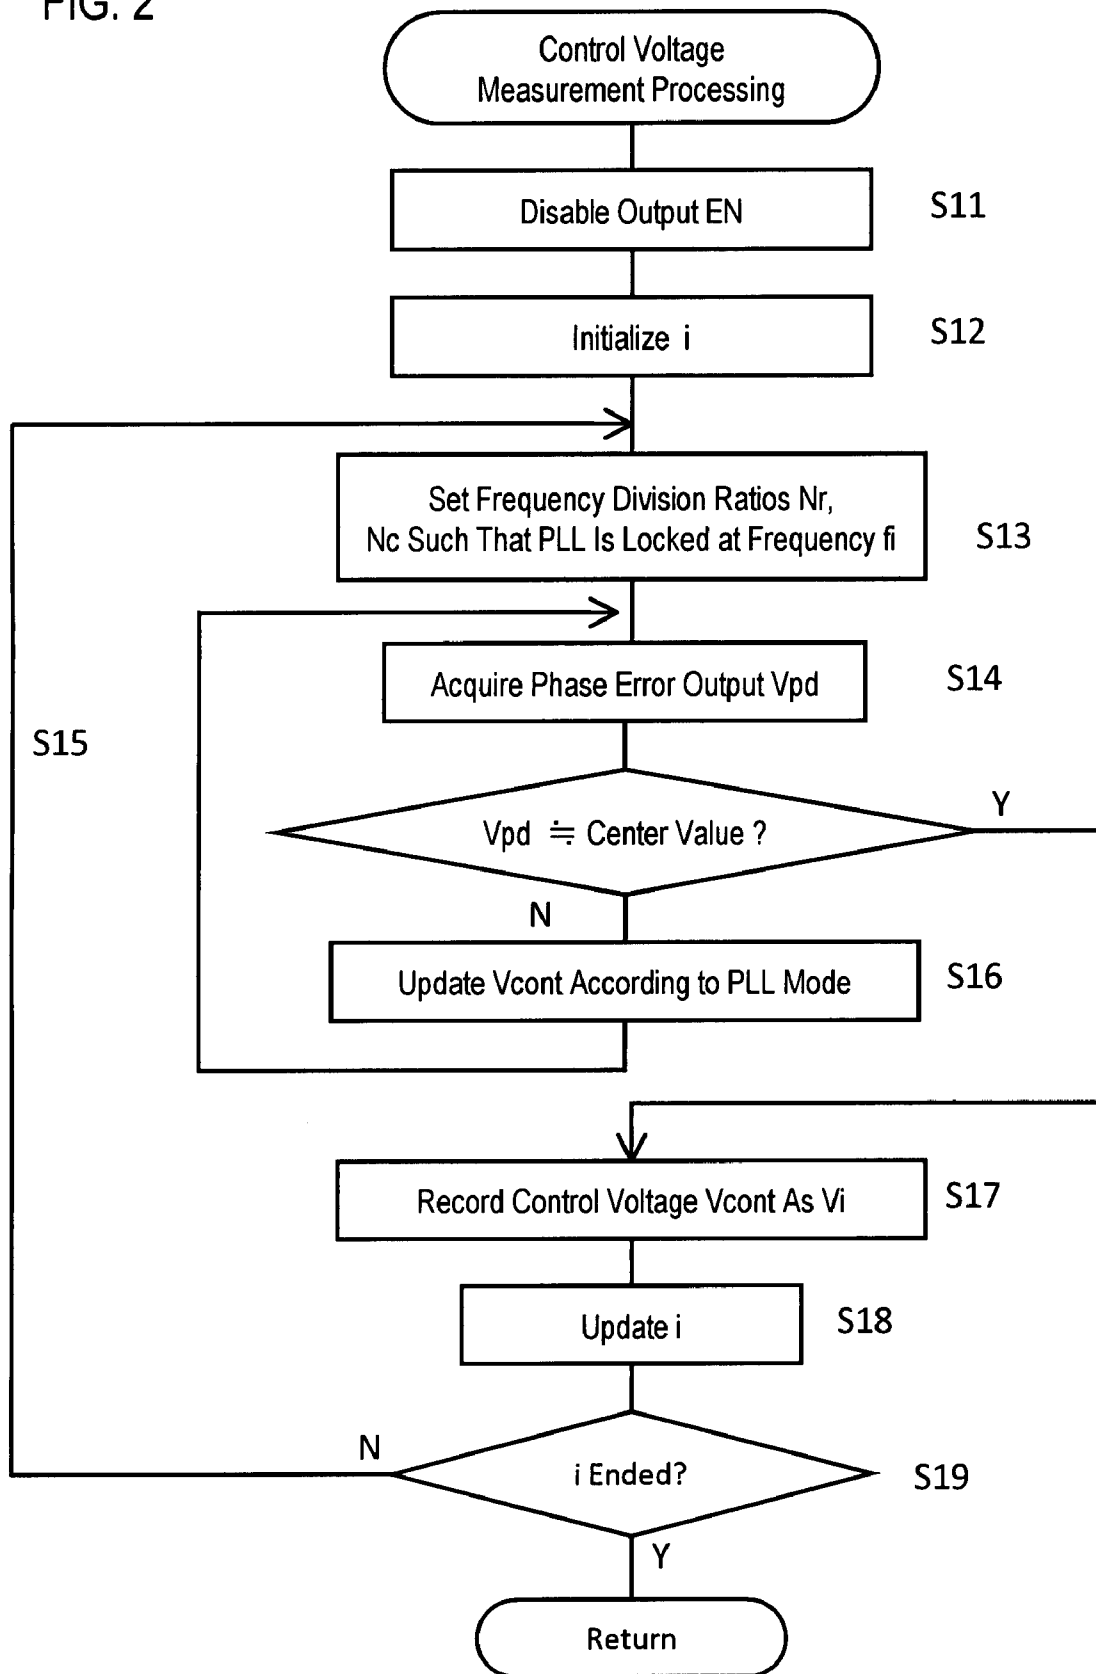 FIG. 2
Control Voltage
Measurement Processing
Disable Output EN
S11
Initialize i
S12
Set Frequency Division Ratios Nr,
Nc Such That PLL Is Locked at Frequency fi
S13
Acquire Phase Error Output Vpd
S14
S15
Vpd ≒ Center Value ?
Y
N
Update Vcont According to PLL Mode
S16
Record Control Voltage Vcont As Vi
S17
Update i
S18
N
i Ended?
S19
Y
Return